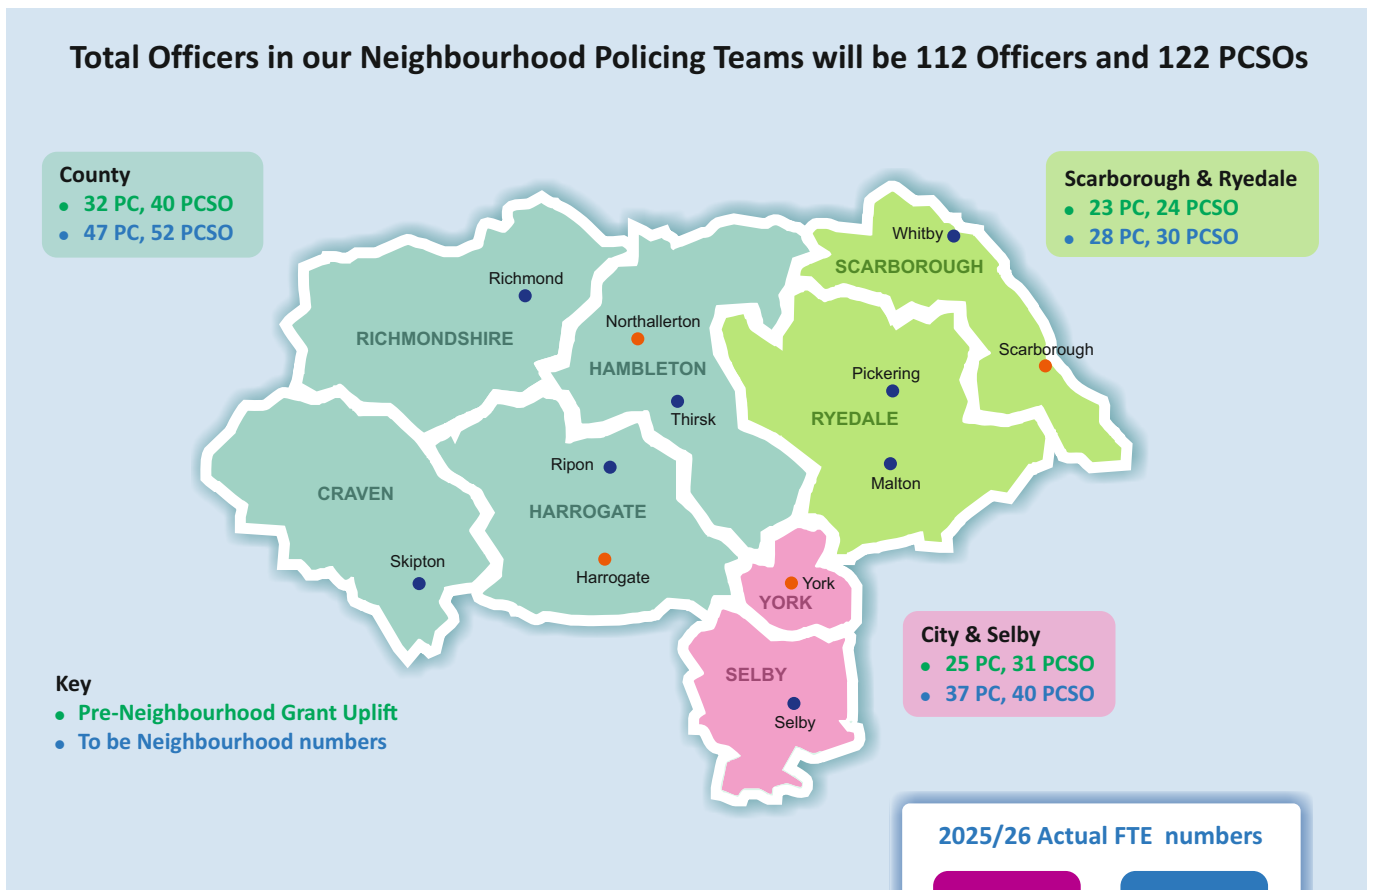 Total Officers in our Neighbourhood Policing Teams will be 112 Officers and 122 PCSOs
County
• 32 PC, 40 PCSO
• 47 PC, 52 PCSO
Scarborough & Ryedale
• 23 PC, 24 PCSO
• 28 PC, 30 PCSO
Whitby
SCARBOROUGH
Richmond
RICHMONDSHIRE
Northallerton
HAMBLETON
Thirsk
Scarborough
Pickering
RYEDALE
Malton
Ripon
HARROGATE
Harrogate
CRAVEN
Skipton
York
YORK
SELBY
Selby
City & Selby
• 25 PC, 31 PCSO
• 37 PC, 40 PCSO
Key
• Pre-Neighbourhood Grant Uplift
• To be Neighbourhood numbers
2025/26 Actual FTE numbers